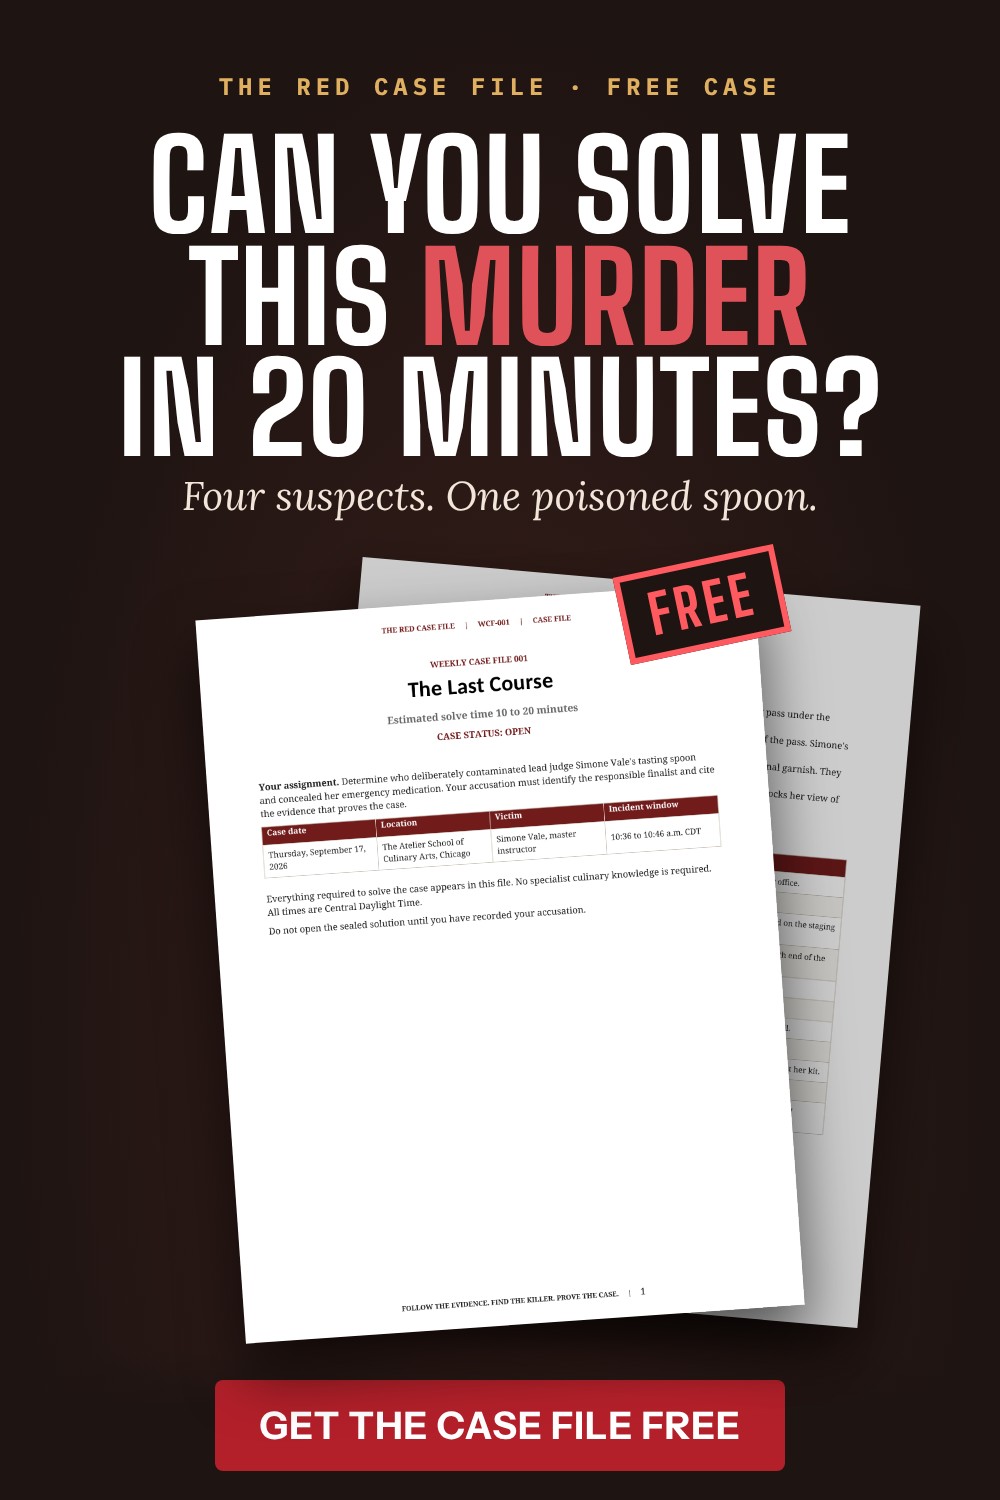 THE RED CASE FILE · FREE CASE
CAN YOU SOLVE
THIS MURDER
IN 20 MINUTES?
Four suspects. One poisoned spoon.
FREE
THE RED CASE FILE | WCF-001 | CASE FILE
WEEKLY CASE FILE 001
The Last Course
Estimated solve time 10 to 20 minutes
CASE STATUS: OPEN
Your assignment. Determine who deliberately contaminated lead judge Simone Vale's tasting spoon
and concealed her emergency medication. Your accusation must identify the responsible finalist and cite
the evidence that proves the case.
Case date Location Victim Incident window
Thursday, September 17, 2026 The Atelier School of Culinary Arts, Chicago Simone Vale, master instructor 10:36 to 10:46 a.m. CDT
Everything required to solve the case appears in this file. No specialist culinary knowledge is required.
All times are Central Daylight Time.
Do not open the sealed solution until you have recorded your accusation.
FOLLOW THE EVIDENCE. FIND THE KILLER. PROVE THE CASE. | 1
pass under the
the pass. Simone's
garnish. They
her view of
office.
on the staging
end of the
her kit.
GET THE CASE FILE FREE